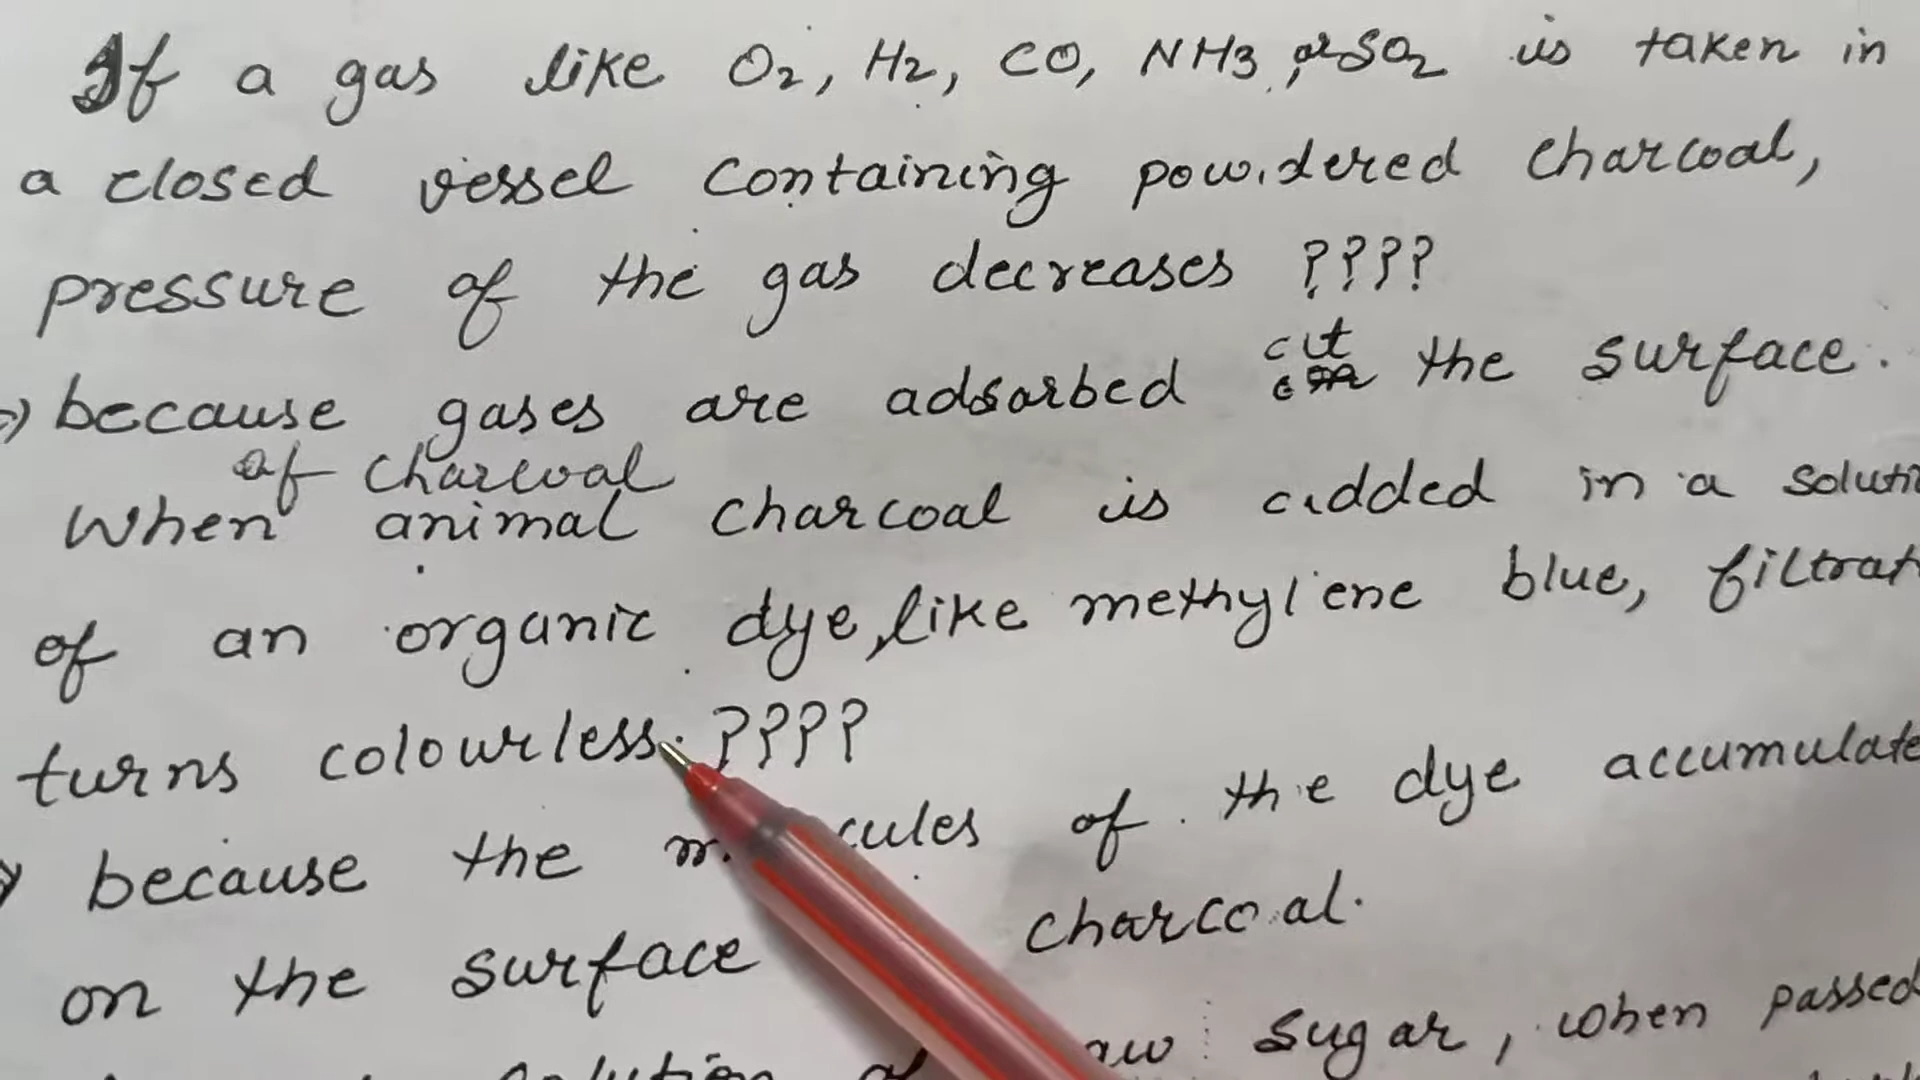 If a gas like O2, H2, CO, NH3, or SO2 is taken in
a closed vessel containing powdered charcoal,
pressure of the gas decreases ????
because gases are adsorbed at the surface.
of charcoal
When animal charcoal is added in a soluti
of an organic dye, like methylene blue, filtrat
turns colourless. ????
because the m cules of the dye accumulate
on the surface charcoal.
solution of aw sugar, when passed